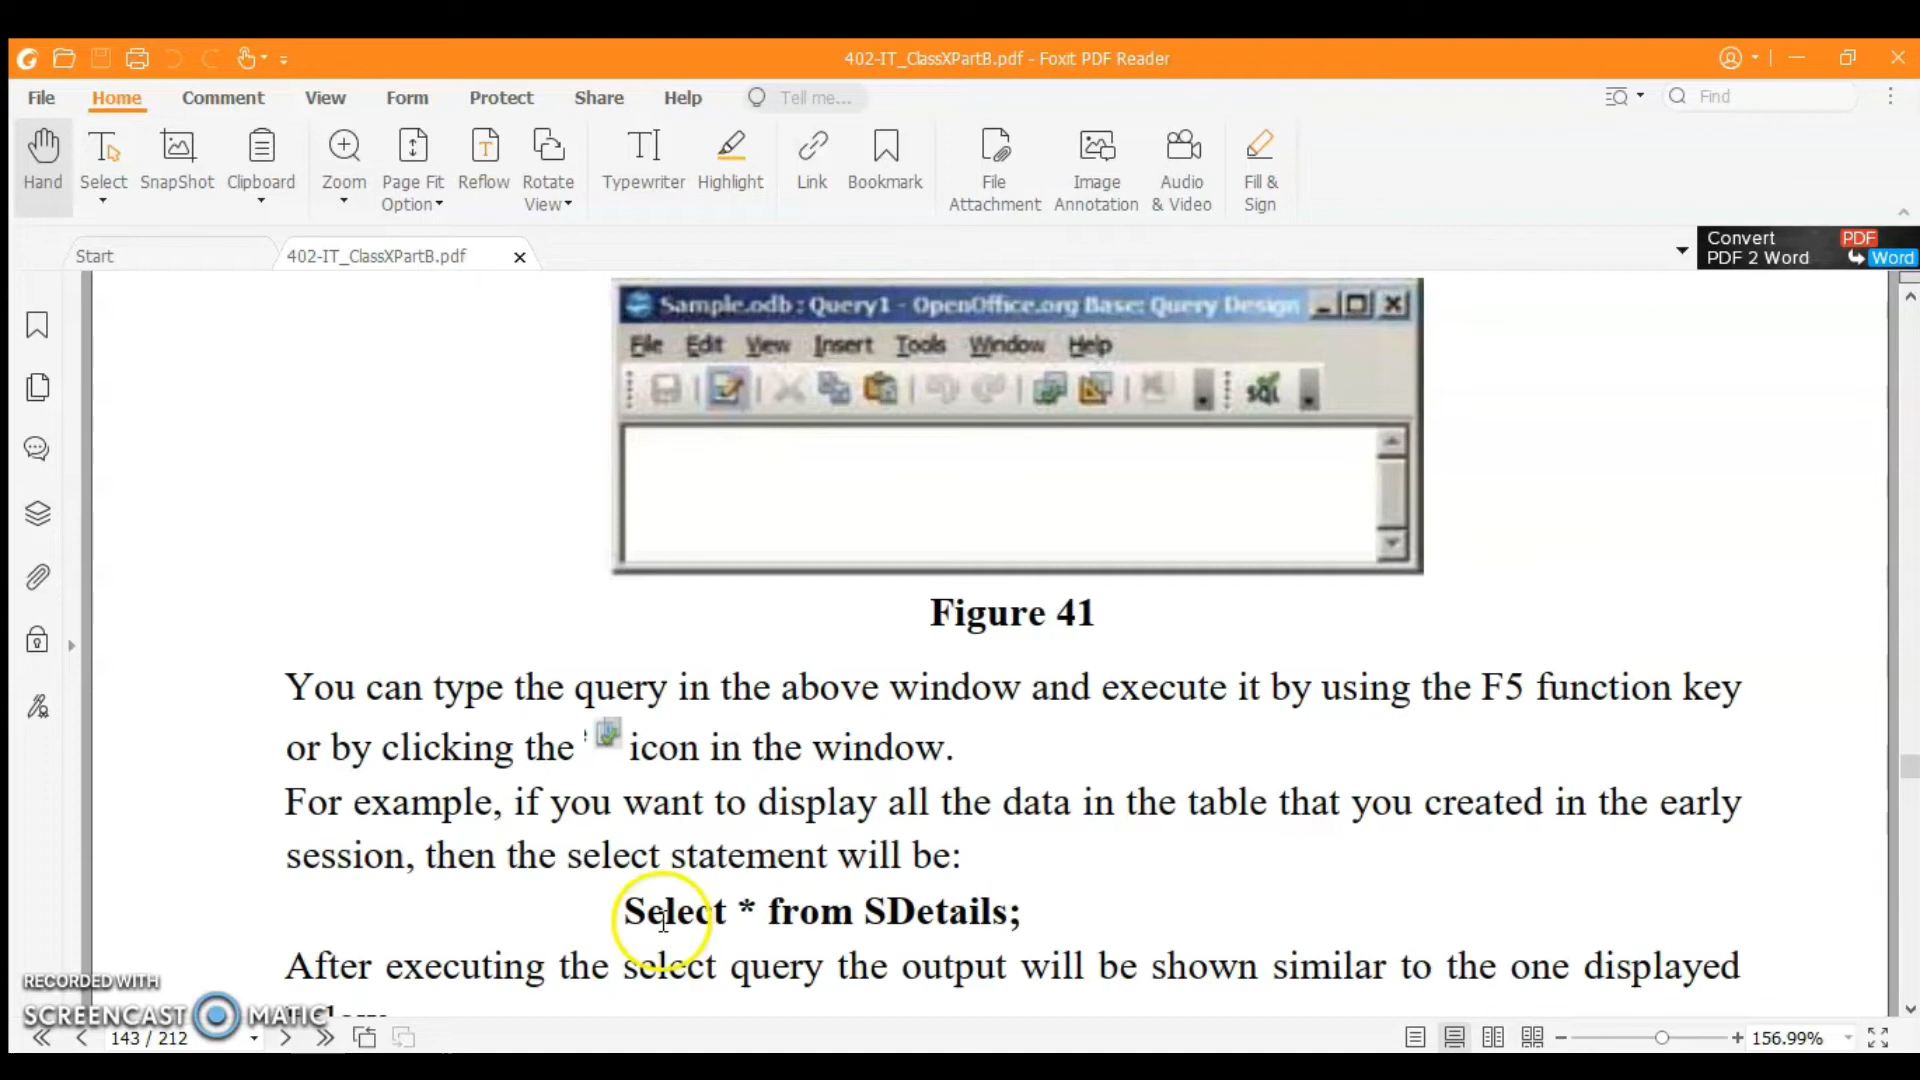 402-IT_ClassXPartB.pdf - Foxit PDF Reader
File Home Comment View Form Protect Share Help Tell me... Find
Hand Select SnapShot Clipboard Zoom Page Fit Option Reflow Rotate View Typewriter Highlight Link Bookmark File Attachment Image Annotation Audio & Video Fill & Sign
Start 402-IT_ClassXPartB.pdf
Convert PDF
PDF 2 Word Word
Sample.odb : Query1 - OpenOffice.org Base: Query Design
File Edit View Insert Tools Window Help
SQL
Figure 41
You can type the query in the above window and execute it by using the F5 function key
or by clicking the icon in the window.
For example, if you want to display all the data in the table that you created in the early
session, then the select statement will be:
Select * from SDetails;
After executing the select query the output will be shown similar to the one displayed
RECORDED WITH
SCREENCAST MATIC
143 / 212 156.99%